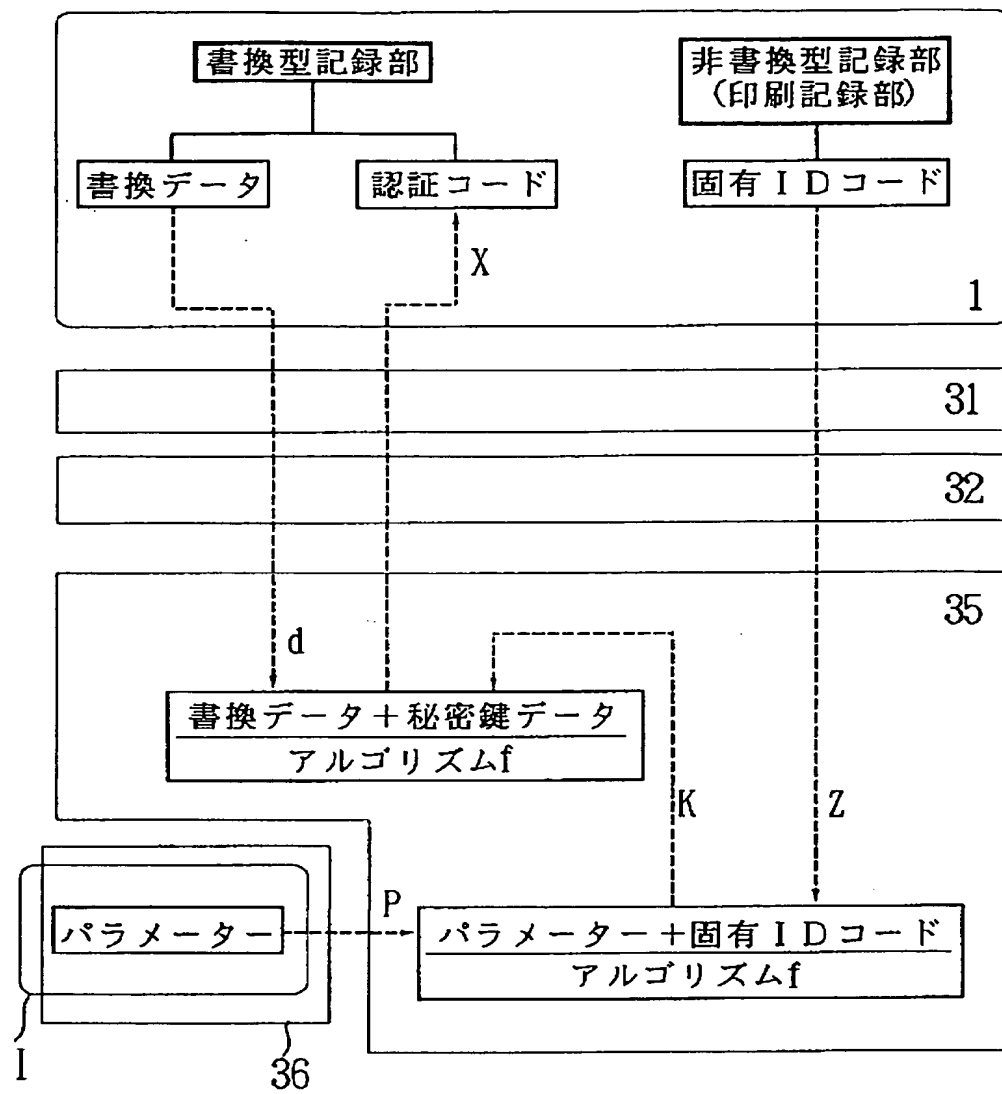 書換型記録部
非書換型記録部
(印刷記録部)
書換データ
認証コード
固有IDコード
X
1
31
32
35
d
書換データ+秘密鍵データ
アルゴリズムf
K
Z
P
パラメーター
パラメーター+固有IDコード
アルゴリズムf
I
36